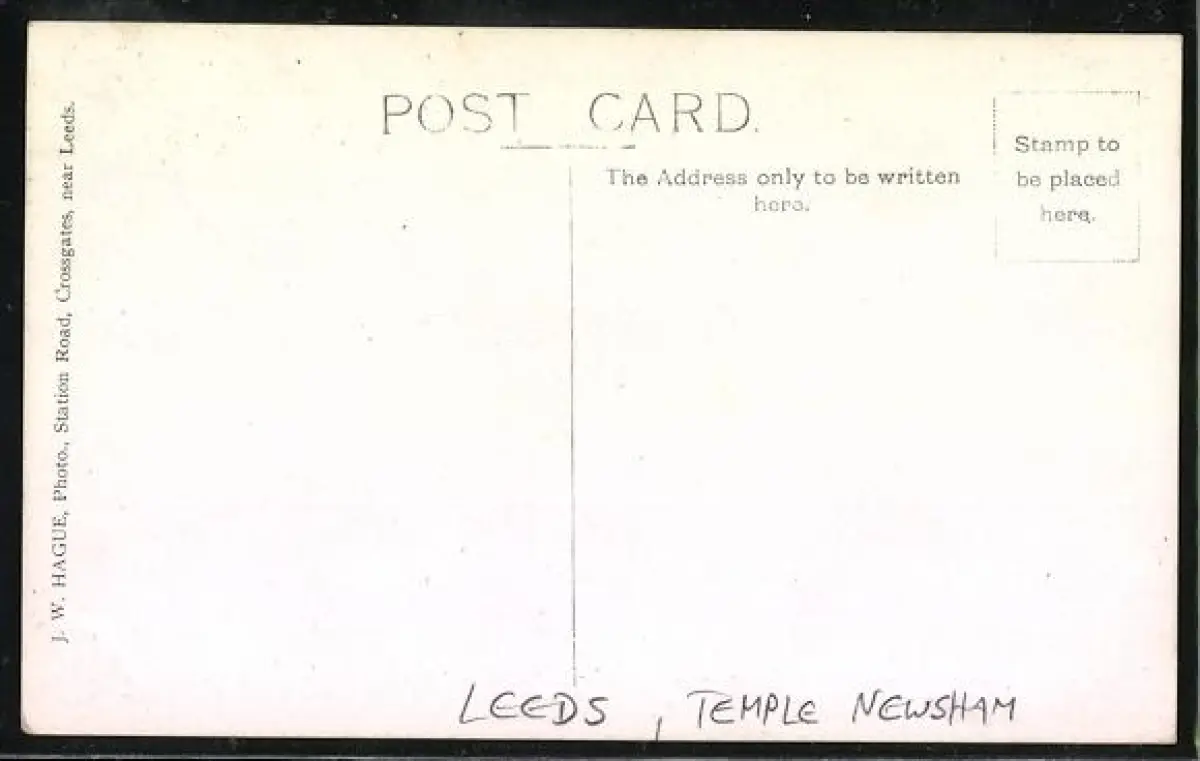 POST CARD.
The Address only to be written
here.
Stamp to
be placed
here.
J. W. HAGUE, Photo., Station Road, Crossgates, near Leeds.
LEEDS, TEMPLE NEWSHAM